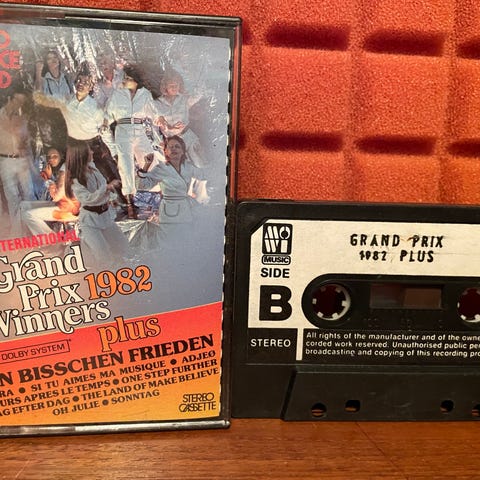 INTERNATIONAL
Grand
Prix 1982
Winners
plus
DOLBY SYSTEM
EN BISSCHEN FRIEDEN
SI TU AIMES MA MUSIQUE • ADJEØ
APRES LE TEMPS • ONE STEP FURTHER
DAG EFTER DAG • THE LAND OF MAKE BELIEVE
OH JULIE • SONNTAG
STEREO
CASSETTE
MUSIC
SIDE
B
STEREO
GRAND PRIX
1982 PLUS
All rights of the manufacturer and of the owne
corded work reserved. Unauthorised public per
broadcasting and copying of this recording pro